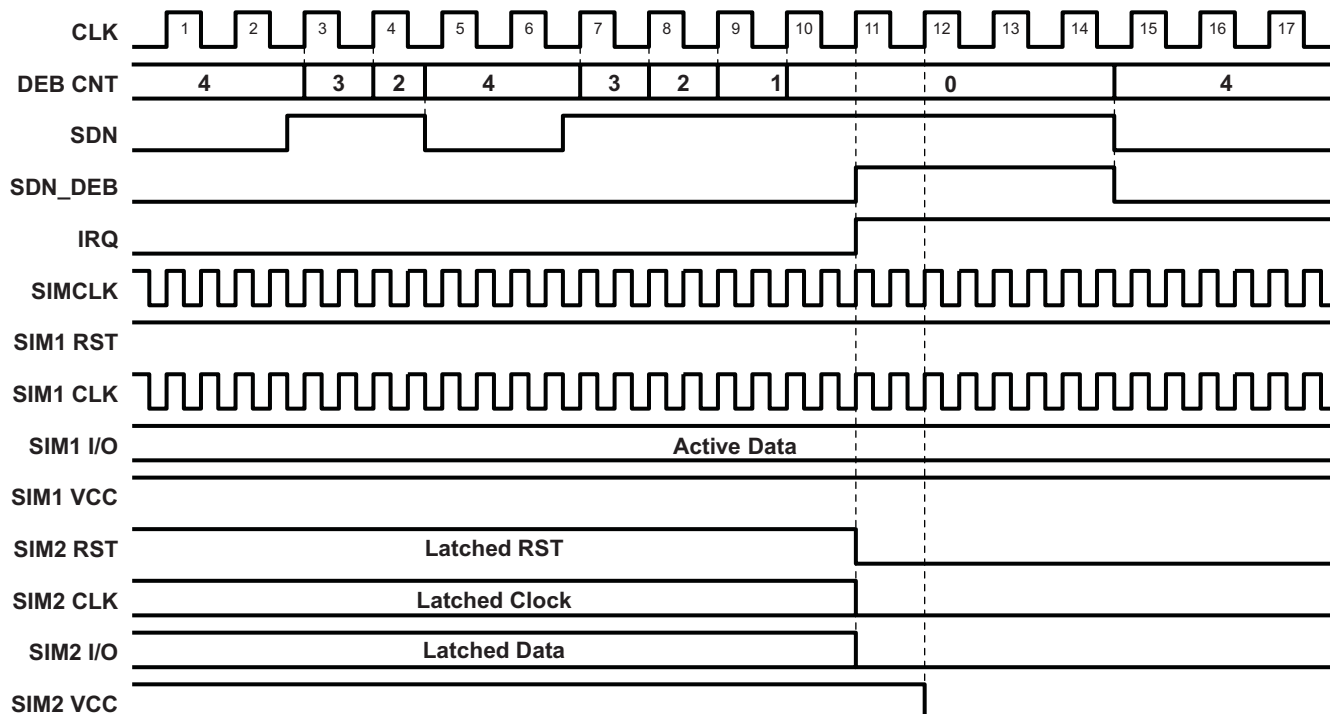 CLK 1 2 3 4 5 6 7 8 9 10 11 12 13 14 15 16 17
DEB CNT 4 3 2 4 3 2 1 0 4
SDN
SDN_DEB
IRQ
SIMCLK
SIM1 RST
SIM1 CLK
SIM1 I/O Active Data
SIM1 VCC
SIM2 RST Latched RST
SIM2 CLK Latched Clock
SIM2 I/O Latched Data
SIM2 VCC